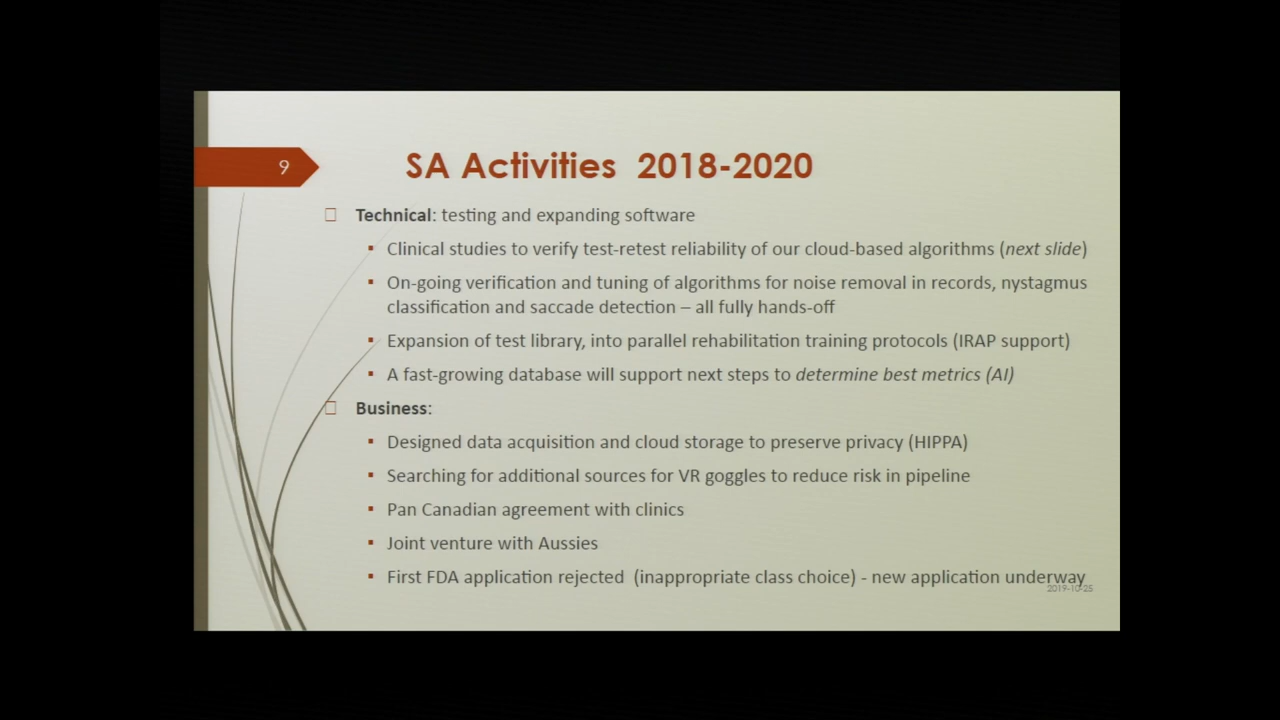 9
SA Activities 2018-2020
Technical: testing and expanding software
▪ Clinical studies to verify test-retest reliability of our cloud-based algorithms (next slide)
▪ On-going verification and tuning of algorithms for noise removal in records, nystagmus
classification and saccade detection – all fully hands-off
▪ Expansion of test library, into parallel rehabilitation training protocols (IRAP support)
▪ A fast-growing database will support next steps to determine best metrics (AI)
Business:
▪ Designed data acquisition and cloud storage to preserve privacy (HIPPA)
▪ Searching for additional sources for VR goggles to reduce risk in pipeline
▪ Pan Canadian agreement with clinics
▪ Joint venture with Aussies
▪ First FDA application rejected (inappropriate class choice) - new application underway
2019-10-25